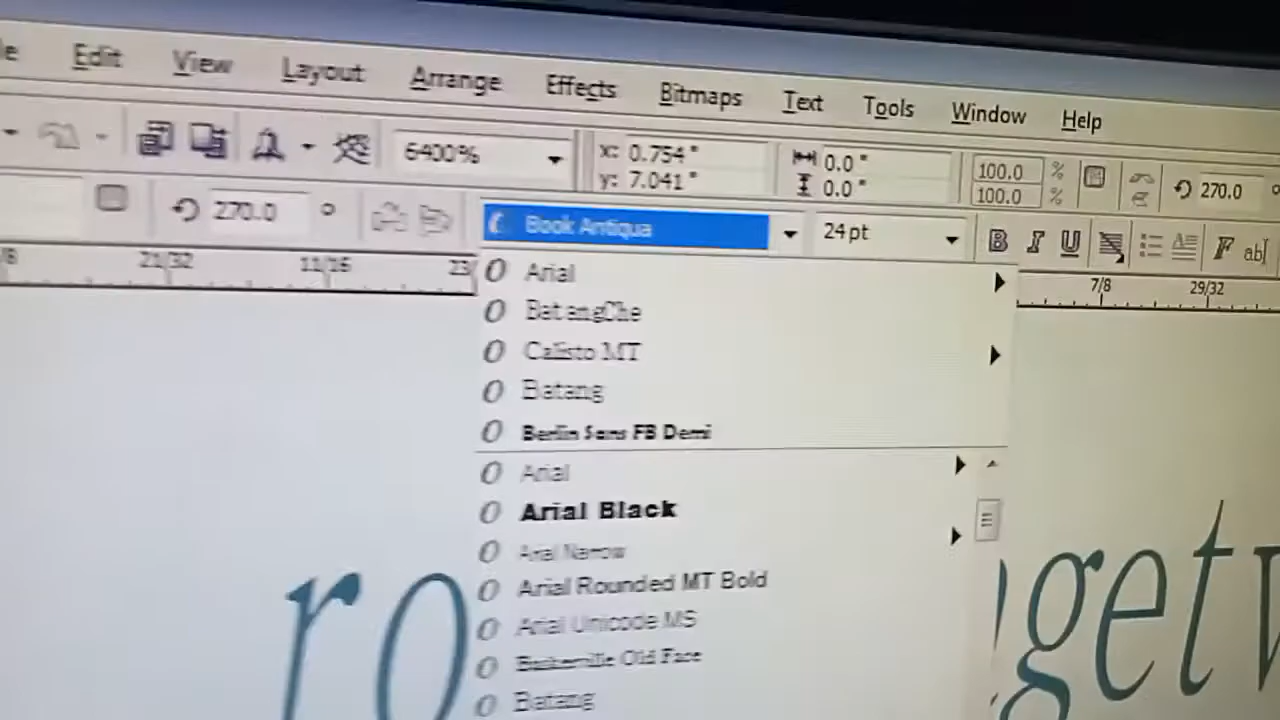 Edit View Layout Arrange Effects Bitmaps Text Tools Window Help
6400% x: 0.754 " 0.0 " 100.0 % 270.0 °
y: 7.041 " 0.0 " 100.0 %
270.0 ° Book Antiqua 24 pt B I U F ab
21/32 11/16 23/ 7/8 29/32
Arial
BatangChe
Calisto MT
Batang
Berlin Sans FB Demi
Arial
Arial Black
Arial Narrow
Arial Rounded MT Bold
Arial Unicode MS
Baskerville Old Face
Batang
ro get